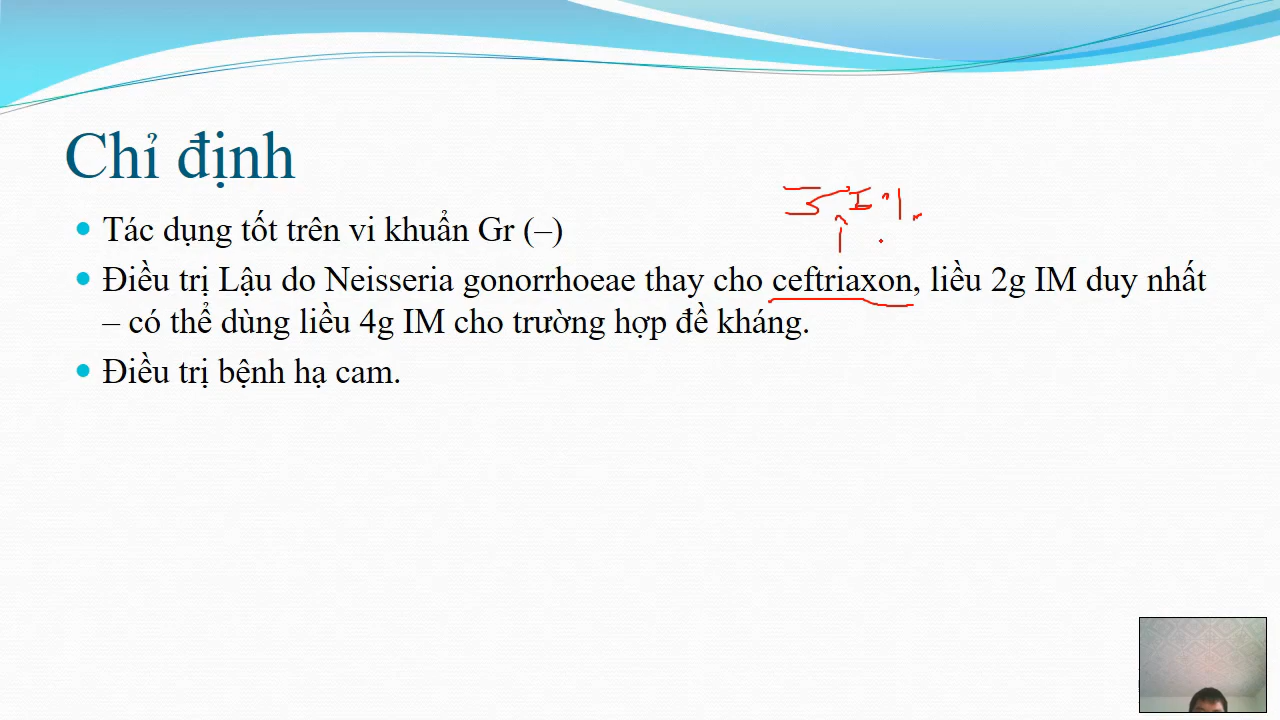 Chỉ định
Tác dụng tốt trên vi khuẩn Gr (–)
Điều trị Lậu do Neisseria gonorrhoeae thay cho ceftriaxon, liều 2g IM duy nhất
– có thể dùng liều 4g IM cho trường hợp đề kháng.
Điều trị bệnh hạ cam.